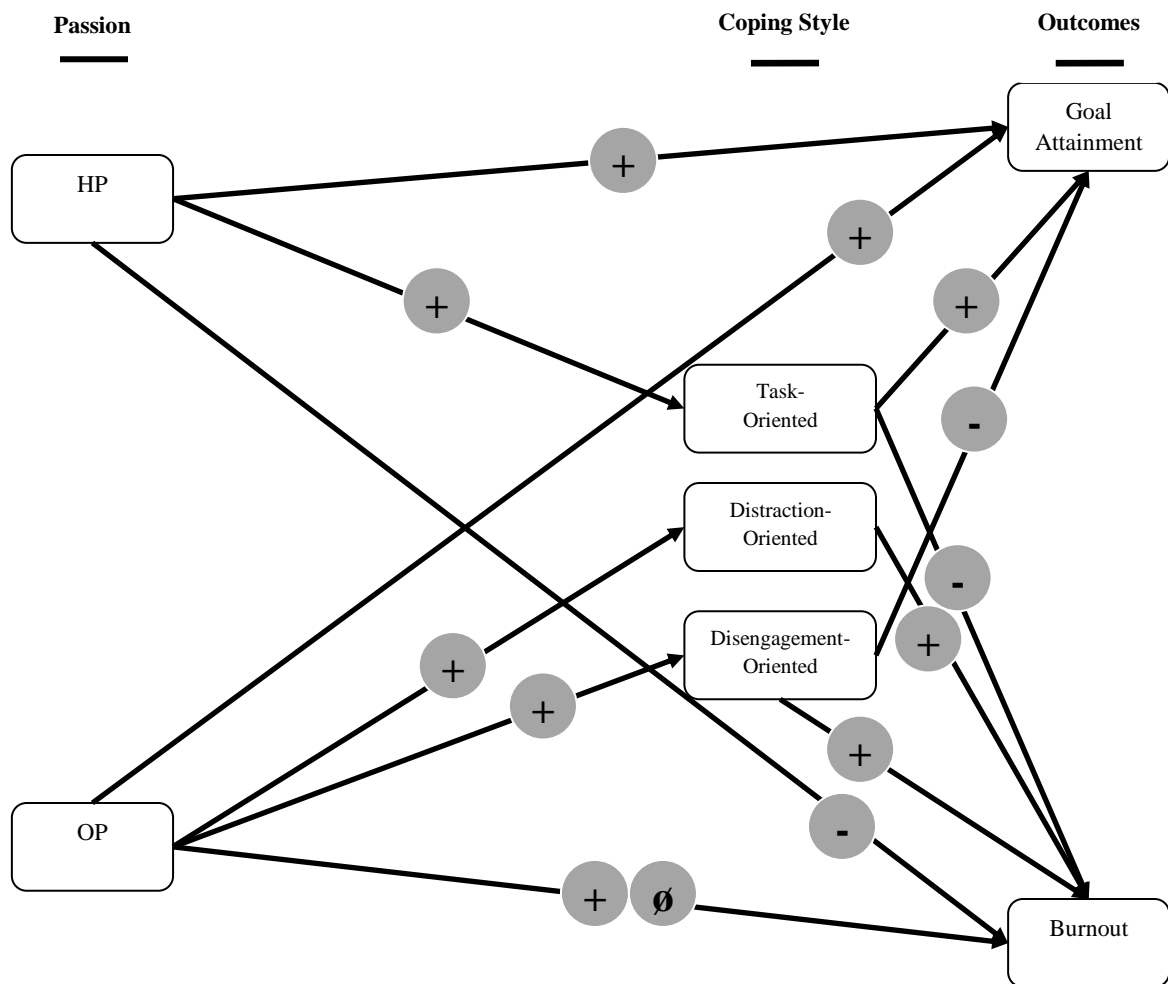 Passion
Coping Style
Outcomes
Goal
Attainment
HP
+
+
+
+
Task-
Oriented
-
Distraction-
Oriented
-
+
Disengagement-
Oriented
+
+
+
OP
-
+ ø
Burnout